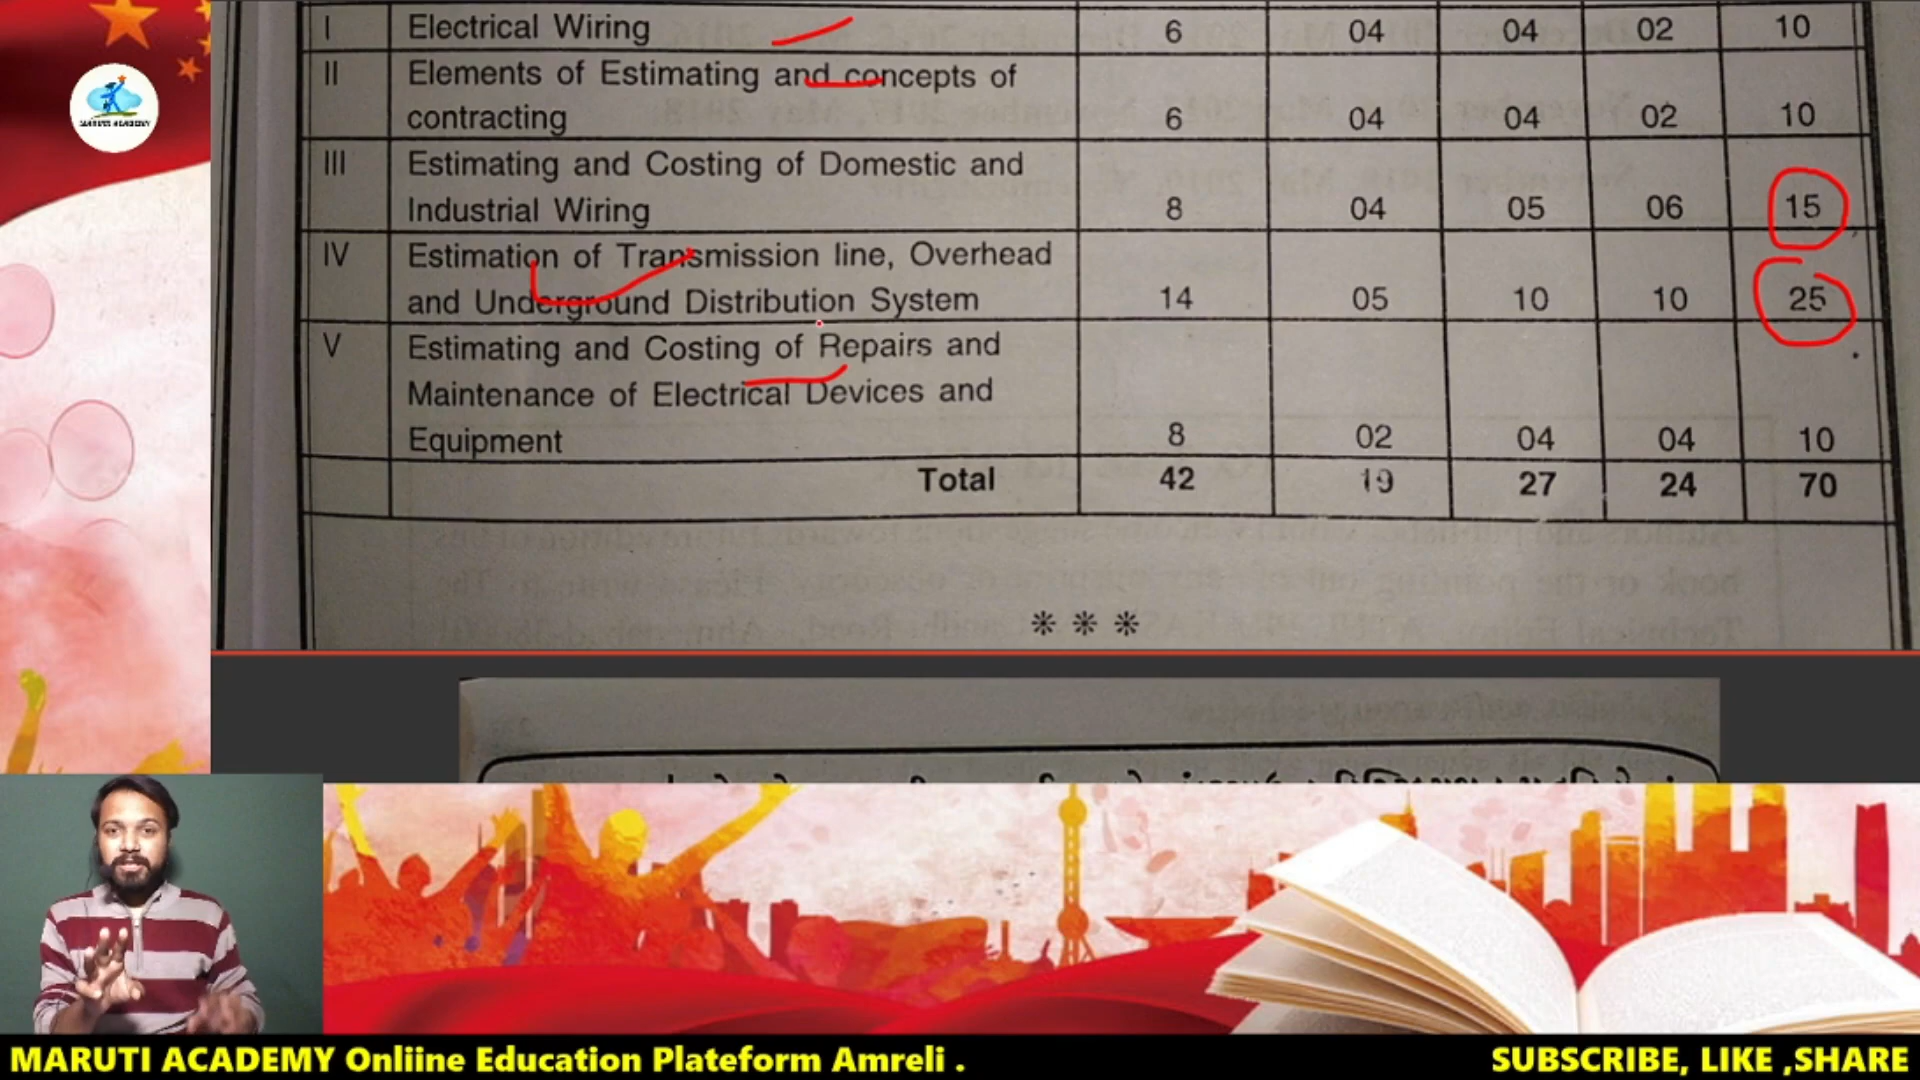 I Electrical Wiring 6 04 04 02 10
II Elements of Estimating and concepts of
contracting 6 04 04 02 10
III Estimating and Costing of Domestic and
Industrial Wiring 8 04 05 06 15
IV Estimation of Transmission line, Overhead
and Underground Distribution System 14 05 10 10 25
V Estimating and Costing of Repairs and
Maintenance of Electrical Devices and
Equipment 8 02 04 04 10
Total 42 19 27 24 70
MARUTI ACADEMY
MARUTI ACADEMY Onliine Education Plateform Amreli .
SUBSCRIBE, LIKE ,SHARE